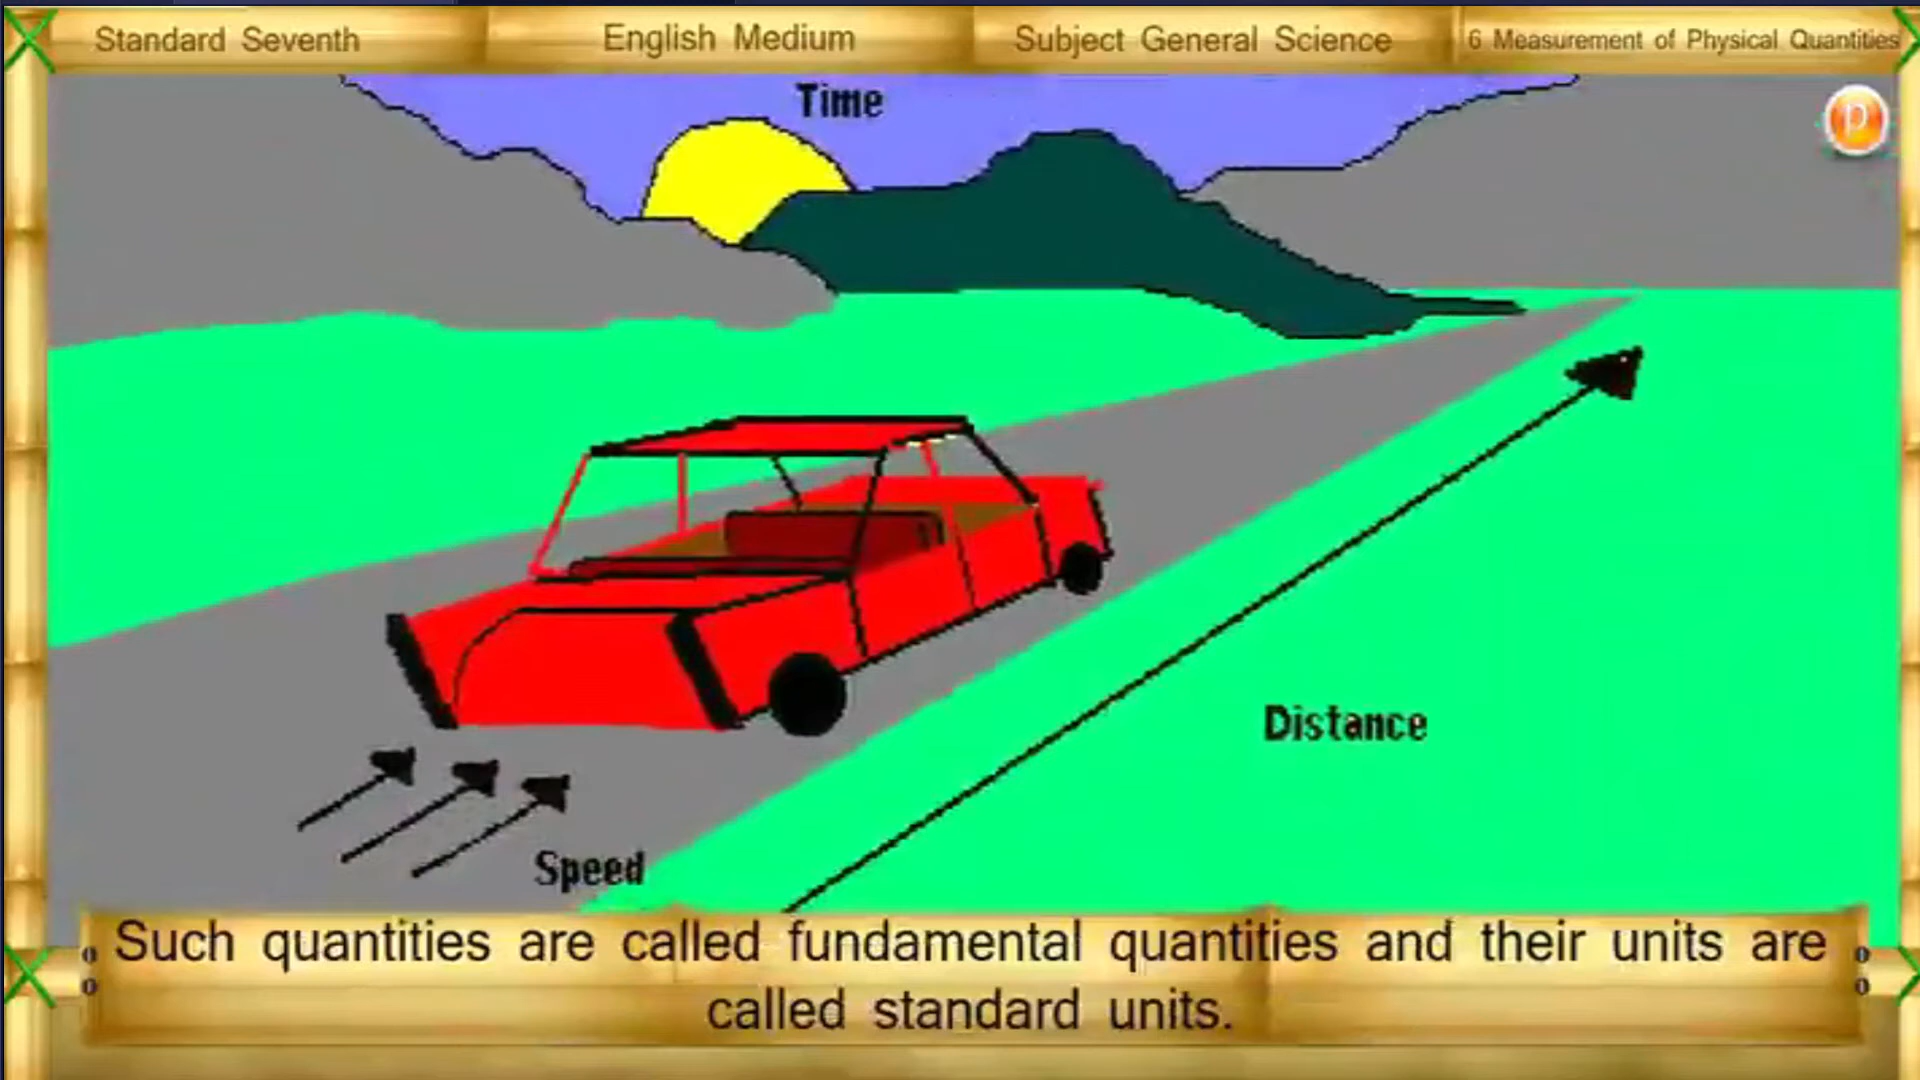 Standard Seventh
English Medium
Subject General Science
6 Measurement of Physical Quantities
Time
p
Distance
Speed
Such quantities are called fundamental quantities and their units are
called standard units.